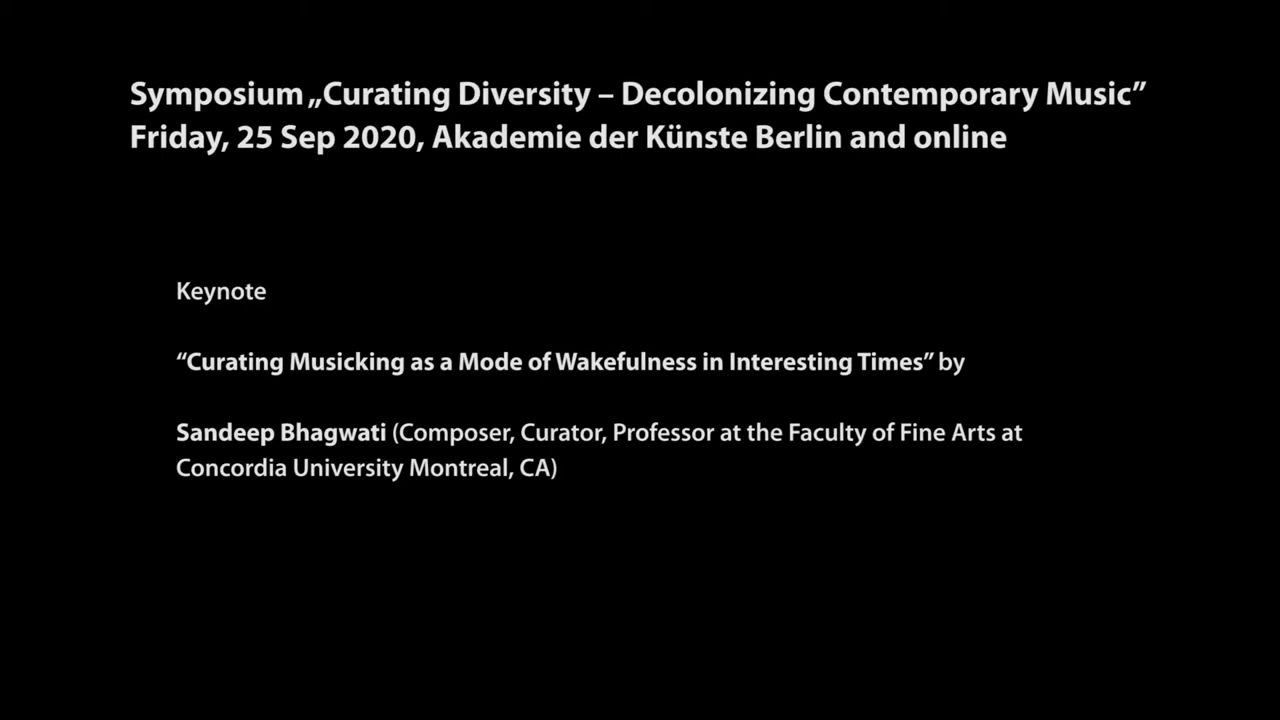 Symposium „Curating Diversity – Decolonizing Contemporary Music”
Friday, 25 Sep 2020, Akademie der Künste Berlin and online
Keynote
“Curating Musicking as a Mode of Wakefulness in Interesting Times” by
Sandeep Bhagwati (Composer, Curator, Professor at the Faculty of Fine Arts at
Concordia University Montreal, CA)